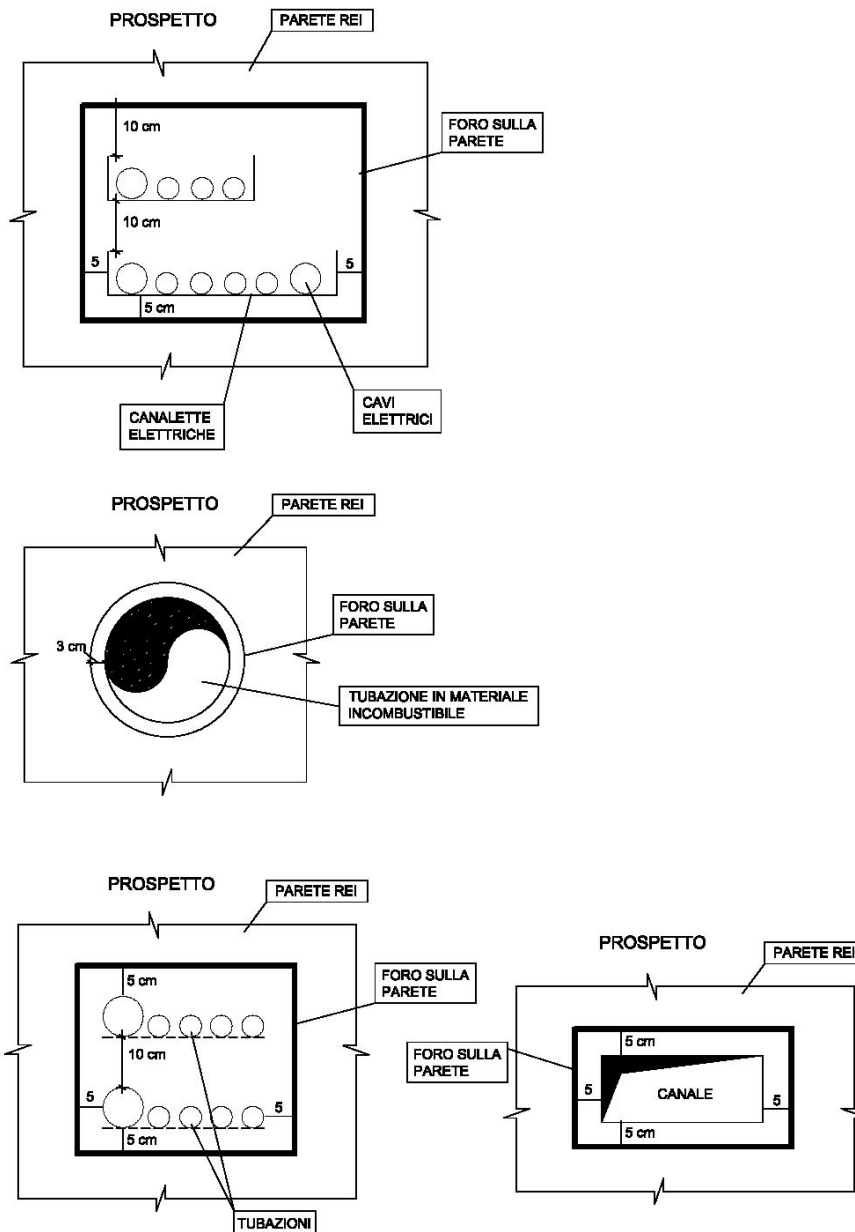 PROSPETTO
PARETE REI
10 cm
FORO SULLA
PARETE
10 cm
5
5
5 cm
CANALETTE
ELETTRICHE
CAVI
ELETTRICI
PROSPETTO
PARETE REI
FORO SULLA
PARETE
3 cm
TUBAZIONE IN MATERIALE
INCOMBUSTIBILE
PROSPETTO
PARETE REI
5 cm
FORO SULLA
PARETE
10 cm
5
5
5 cm
TUBAZIONI
PROSPETTO
PARETE REI
FORO SULLA
PARETE
5 cm
5
CANALE
5
5 cm